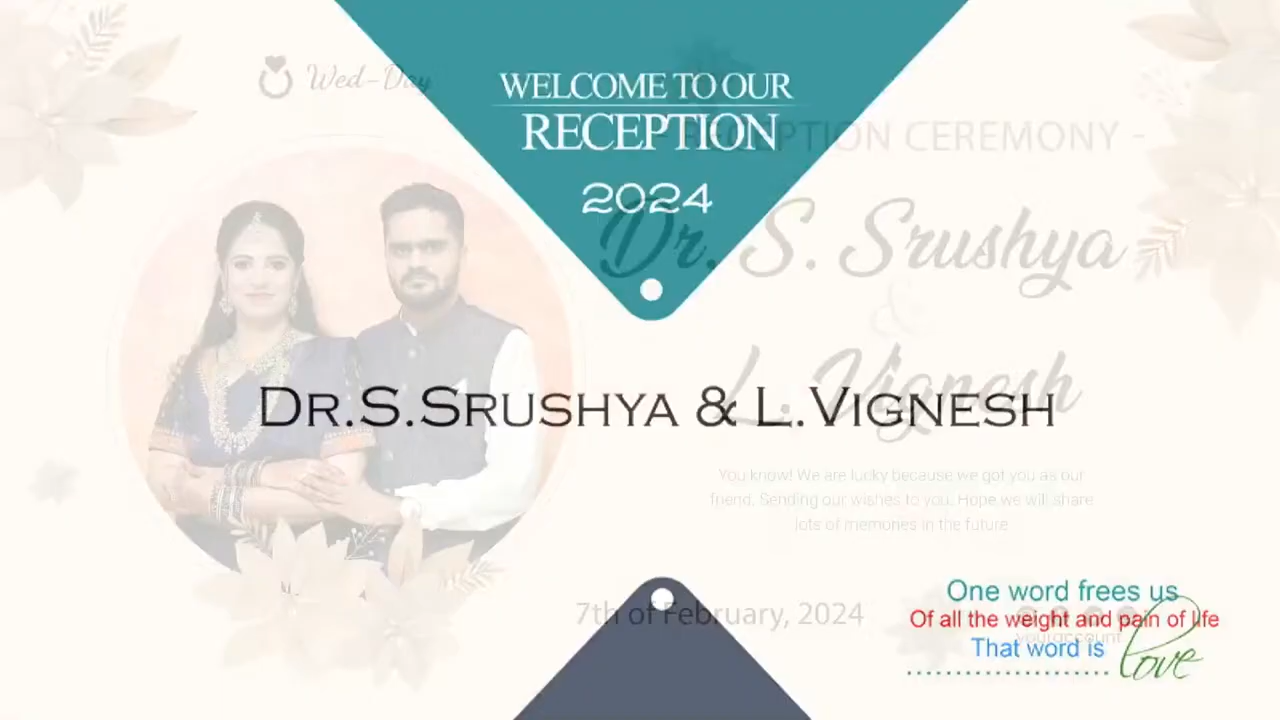 WELCOME TO OUR
RECEPTION
2024
Wed-Day
- RECEPTION CEREMONY -
Dr. S. Srushya
&
L. Vignesh
DR.S.SRUSHYA & L.VIGNESH
You know! We are lucky because we got you as our
friend. Sending our wishes to you. Hope we will share
lots of memories in the future
7th of February, 2024
One word frees us
Of all the weight and pain of life
That word is love
youraccount